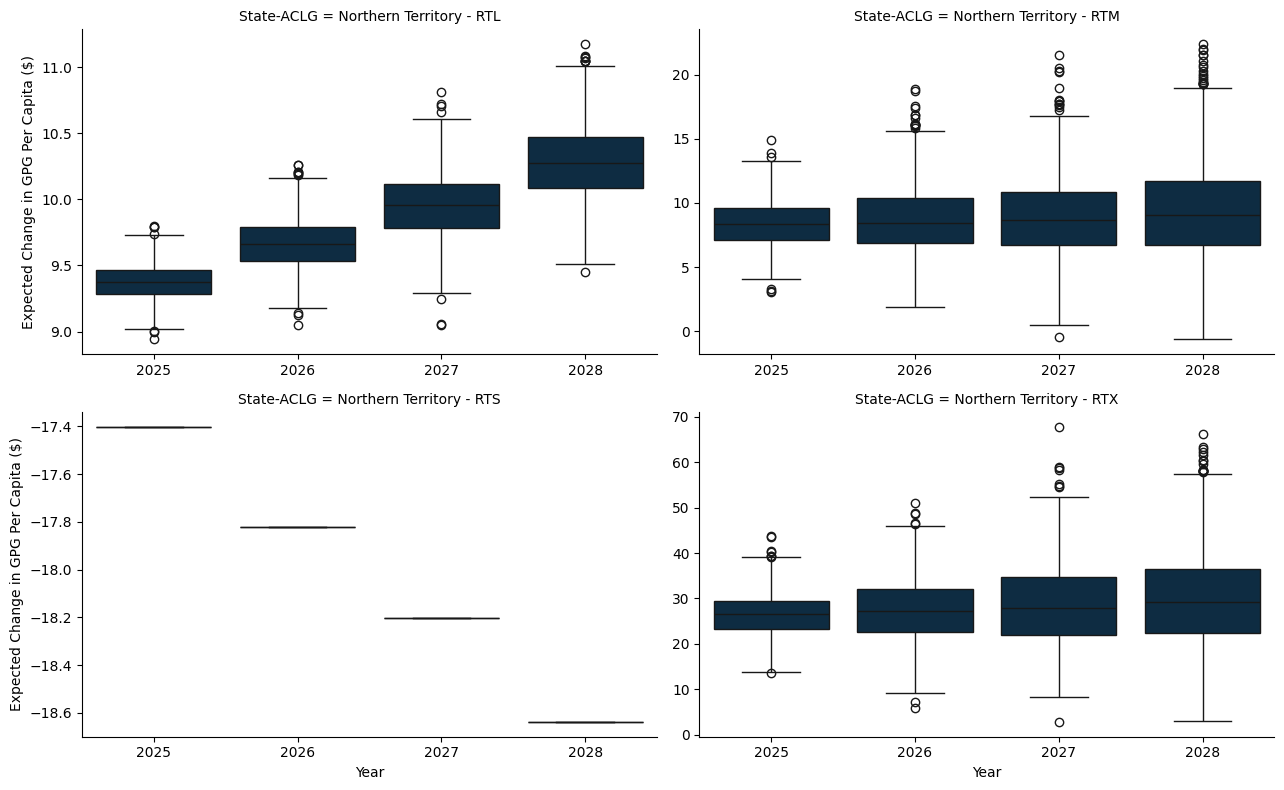 State-ACLG = Northern Territory - RTL
Expected Change in GPG Per Capita ($)
11.0
10.5
10.0
9.5
9.0
2025 2026 2027 2028
State-ACLG = Northern Territory - RTM
20
15
10
5
0
2025 2026 2027 2028
State-ACLG = Northern Territory - RTS
Expected Change in GPG Per Capita ($)
−17.4
−17.6
−17.8
−18.0
−18.2
−18.4
−18.6
2025 2026 2027 2028
Year
State-ACLG = Northern Territory - RTX
70
60
50
40
30
20
10
0
2025 2026 2027 2028
Year